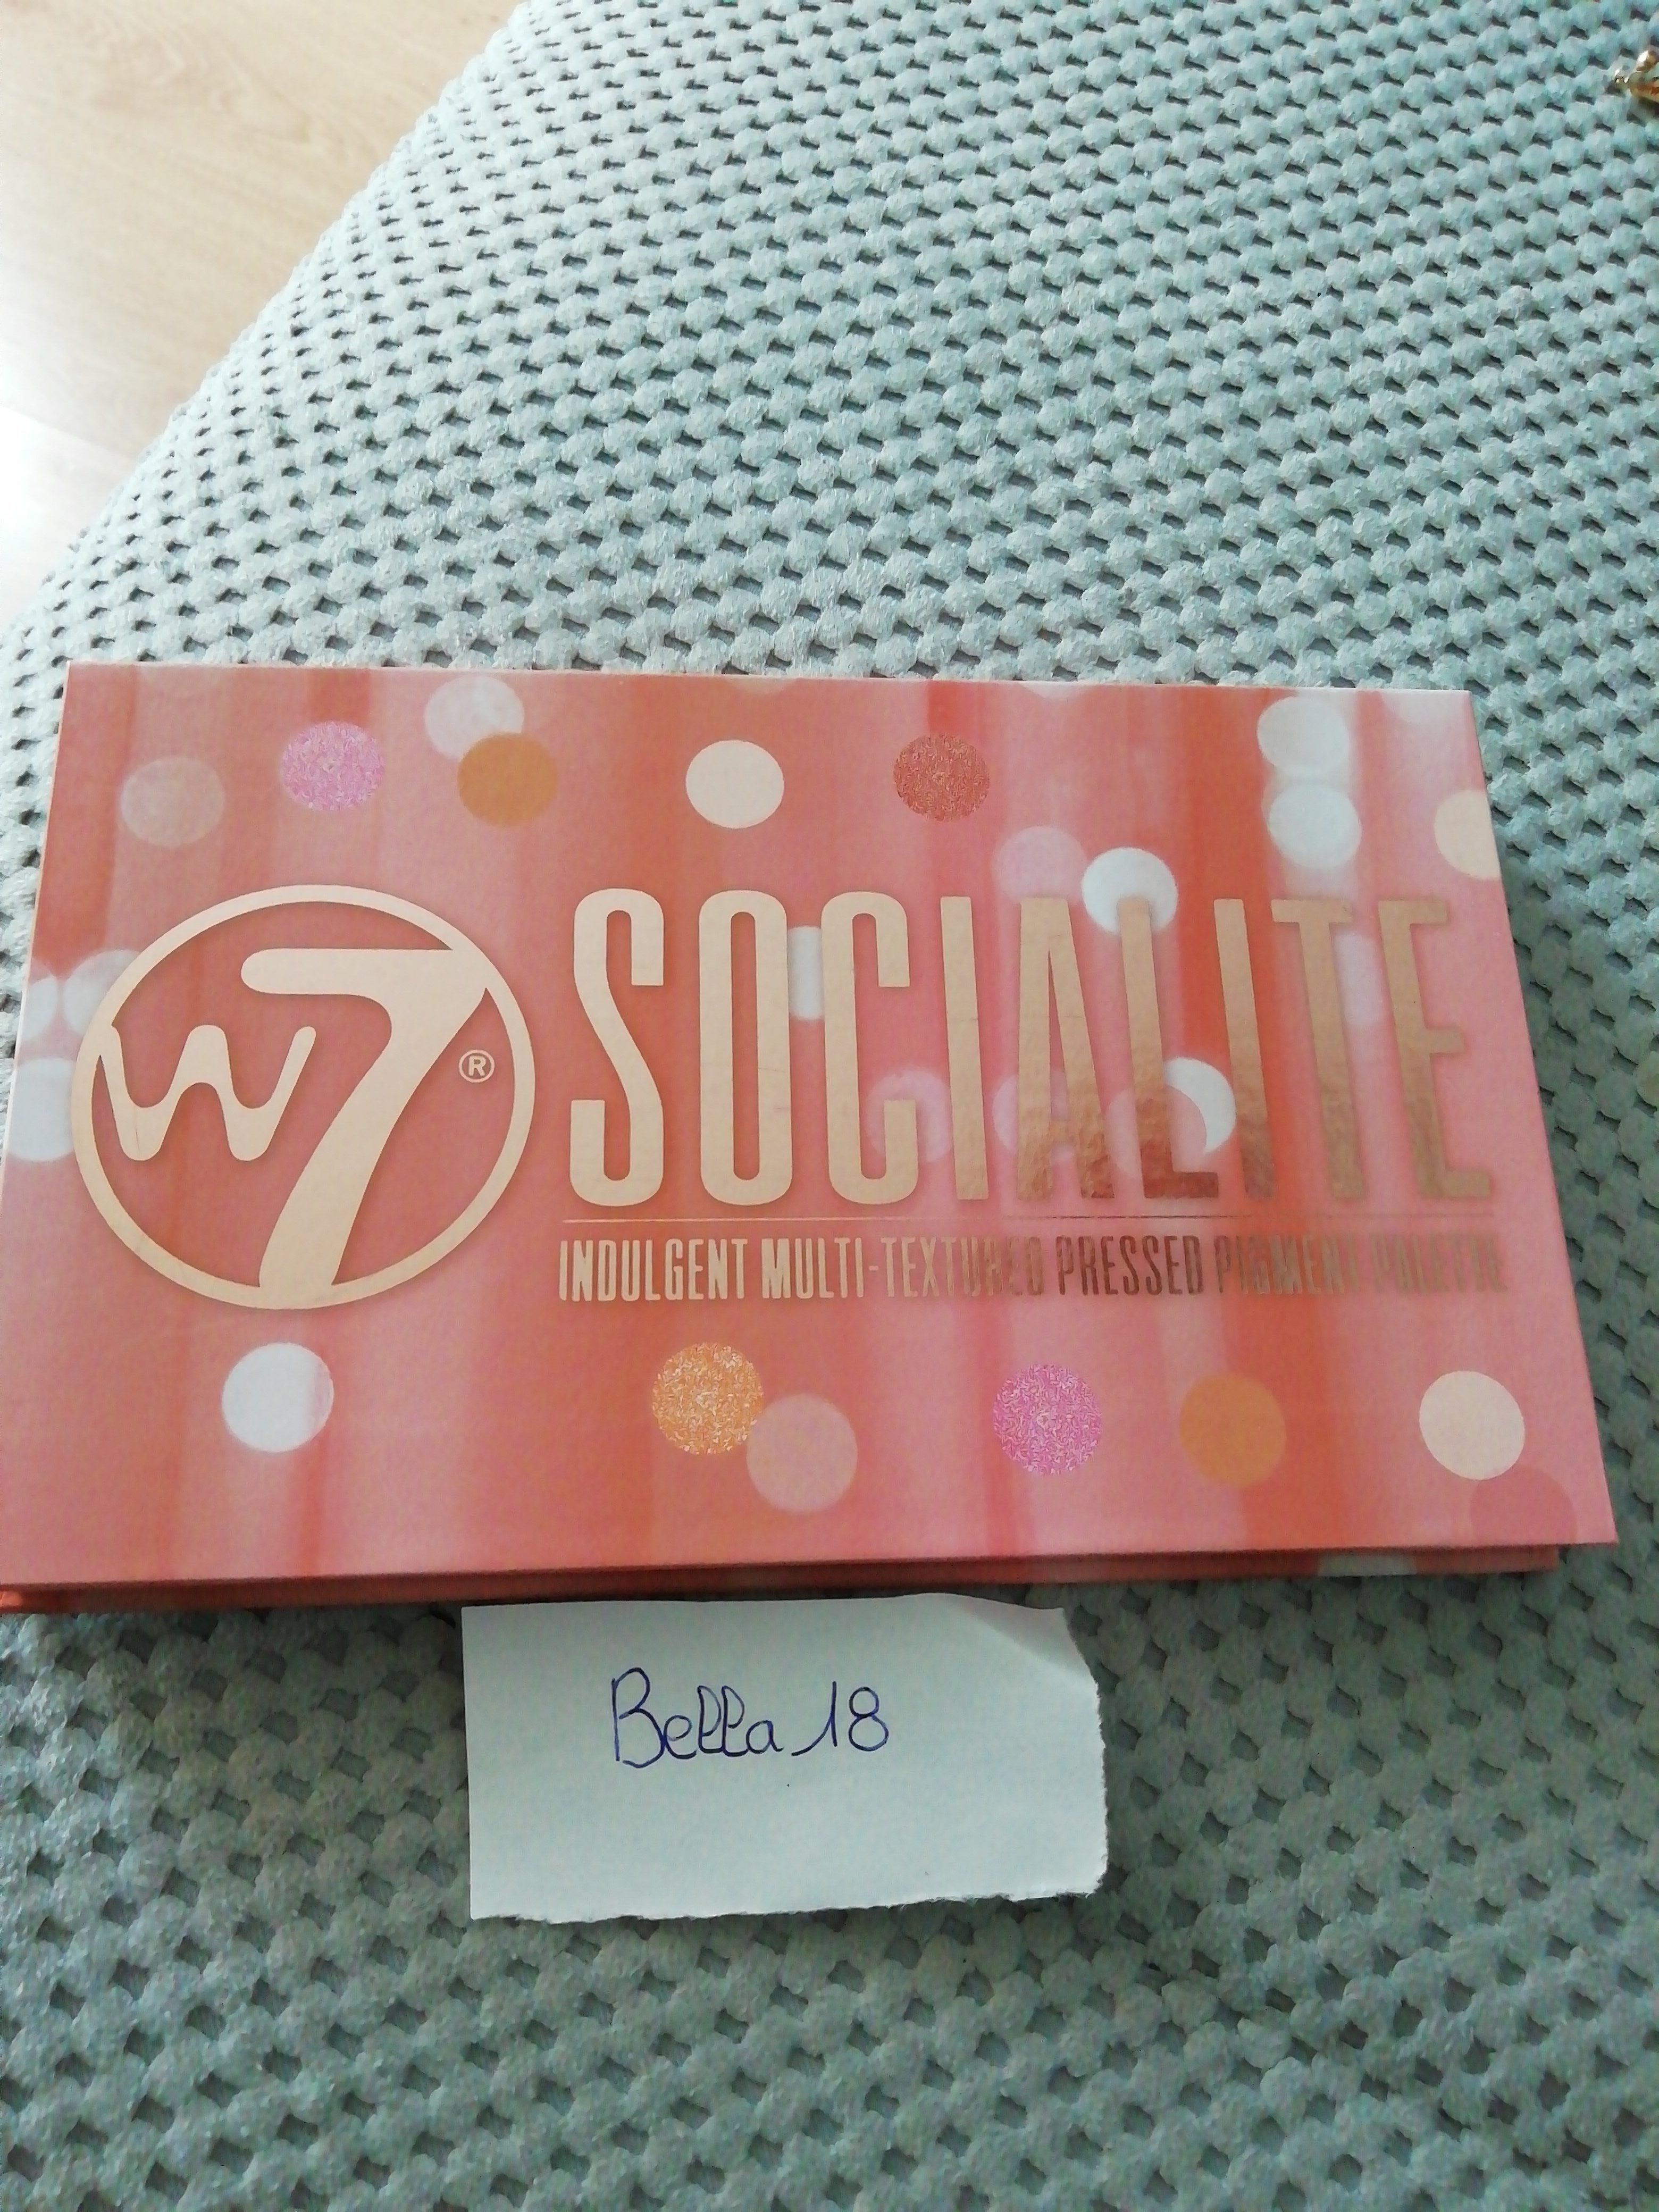 W7®
SOCIALITE
INDULGENT MULTI-TEXTURED PRESSED PIGMENT PALETTE
Bella 18